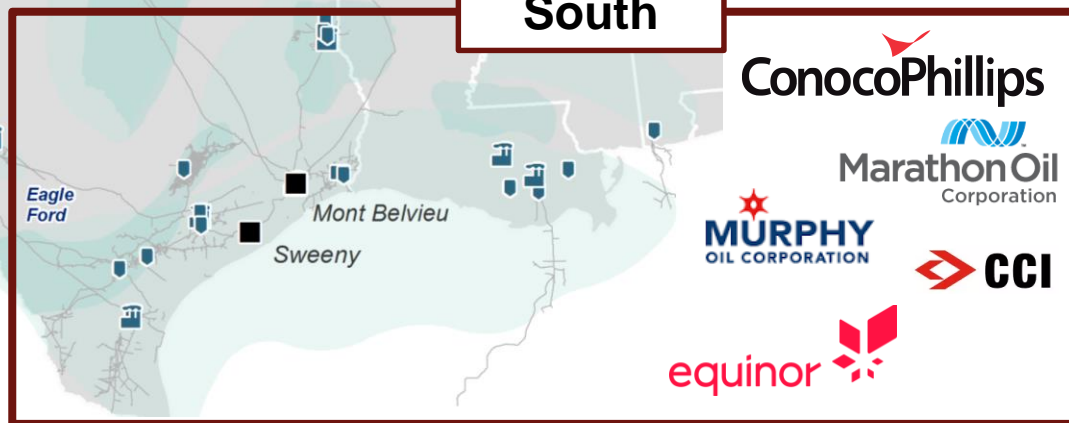 South
ConocoPhillips
Marathon Oil
Corporation
Eagle
Ford
Mont Belvieu
Sweeny
MURPHY
OIL CORPORATION
CCI
equinor